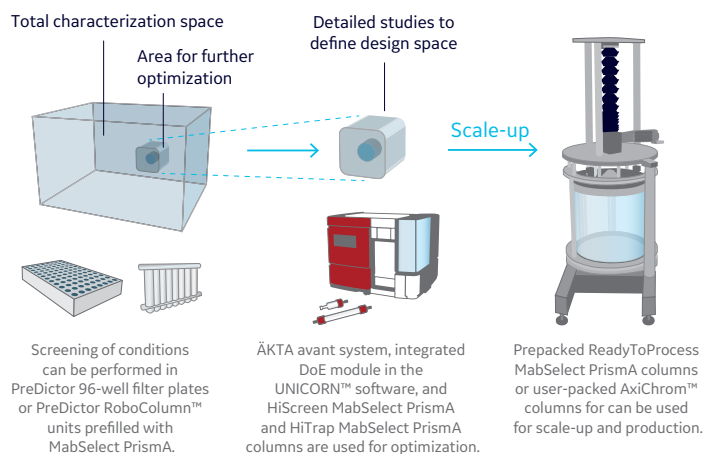 Total characterization space
Area for further
optimization
Detailed studies to
define design space
Scale-up
Screening of conditions
can be performed in
PreDictor 96-well filter plates
or PreDictor RoboColumn™
units prefilled with
MabSelect PrismA.
ÄKTA avant system, integrated
DoE module in the
UNICORN™ software, and
HiScreen MabSelect PrismA
and HiTrap MabSelect PrismA
columns are used for optimization.
Prepacked ReadyToProcess
MabSelect PrismA columns
or user-packed AxiChrom™
columns for can be used
for scale-up and production.